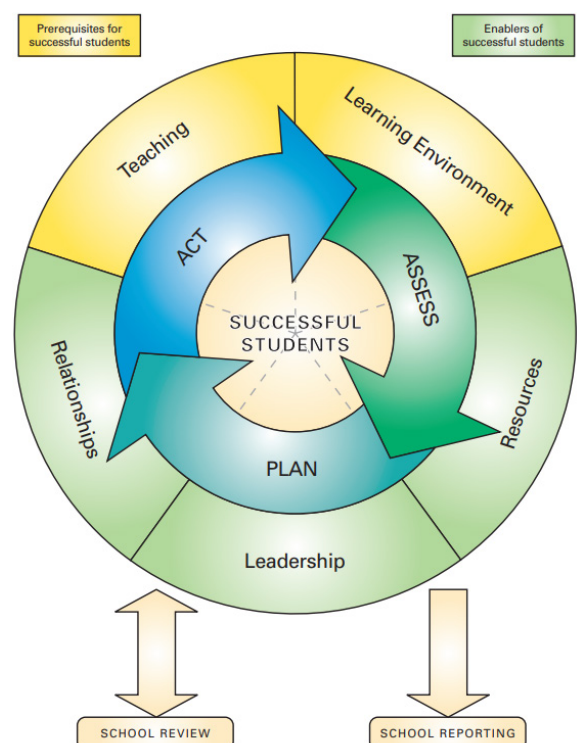 Prerequisites for
successful students
Enablers of
successful students
Teaching
Learning Environment
ACT
ASSESS
SUCCESSFUL
STUDENTS
Relationships
Resources
PLAN
Leadership
SCHOOL REVIEW
SCHOOL REPORTING